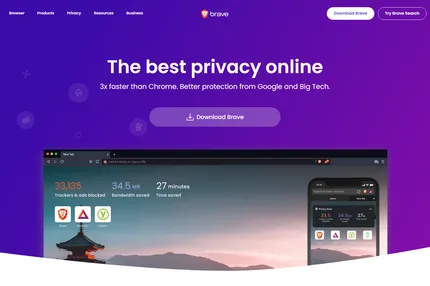 Browser Products Privacy Resources Business
brave
Download Brave
Try Brave Search
The best privacy online
3x faster than Chrome. Better protection from Google and Big Tech.
Download Brave
New Tab
33,135
Trackers & ads blocked
34.5 MB
Bandwidth saved
27 minutes
Time saved